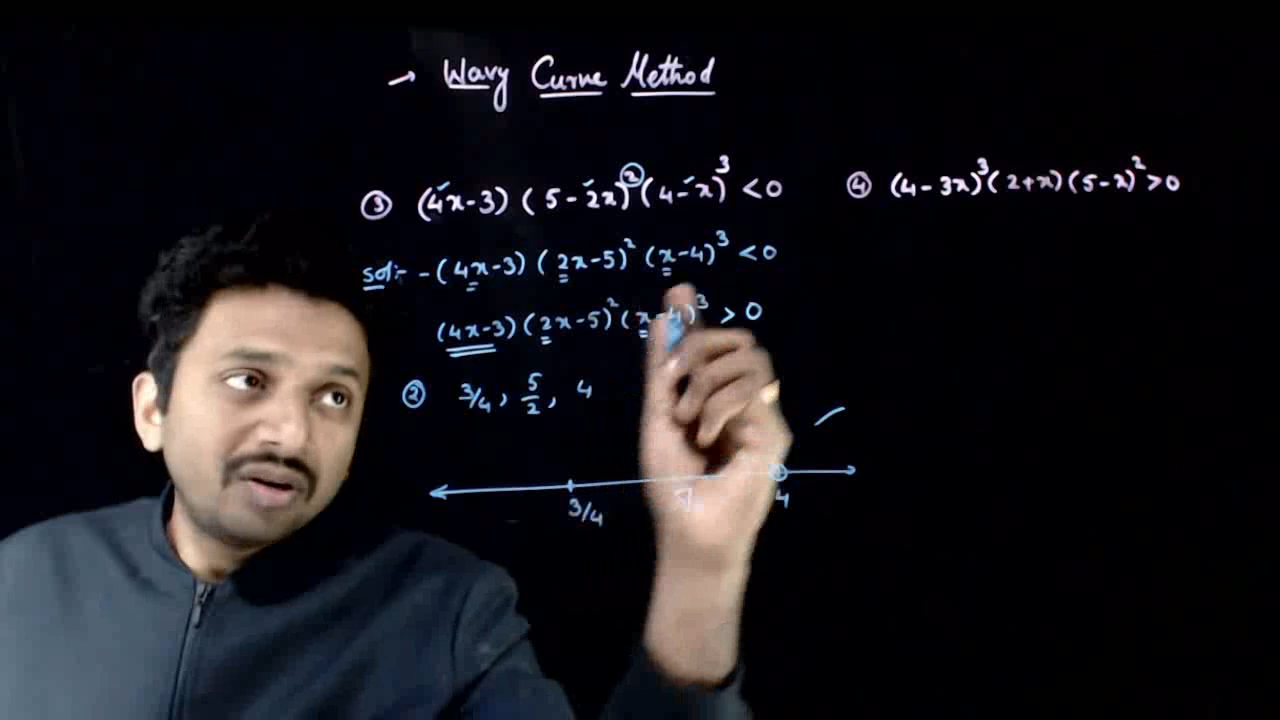 → Wavy Curve Method
③ (4x-3) (5-2x)² (4-x)³ <0
Sol:- -(4x-3) (2x-5)² (x-4)³ <0
(4x-3) (2x-5)² (x-4)³ > 0
② 3/4, 5/2, 4
3/4 4
④ (4-3x)³ (2+x) (5-x)² >0